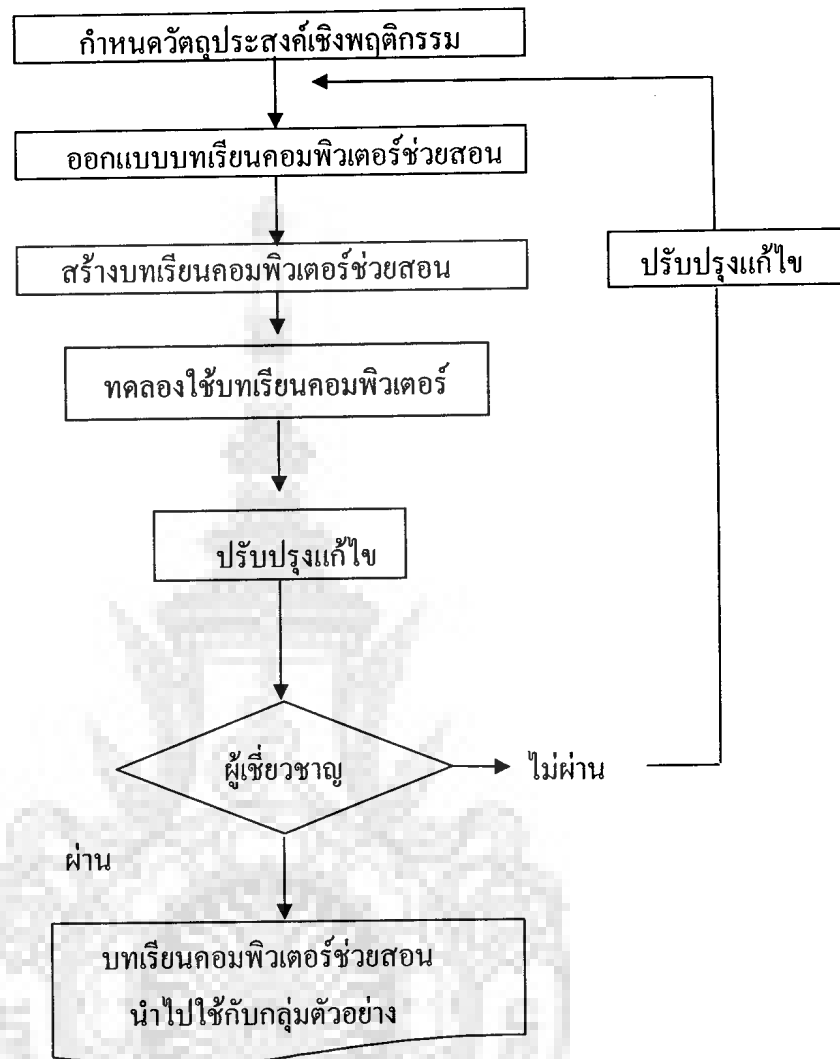 กำหนดวัตถุประสงค์เชิงพฤติกรรม
ออกแบบบทเรียนคอมพิวเตอร์ช่วยสอน
สร้างบทเรียนคอมพิวเตอร์ช่วยสอน
ปรับปรุงแก้ไข
ทดลองใช้บทเรียนคอมพิวเตอร์
ปรับปรุงแก้ไข
ผู้เชี่ยวชาญ
ไม่ผ่าน
ผ่าน
บทเรียนคอมพิวเตอร์ช่วยสอน
นำไปใช้กับกลุ่มตัวอย่าง